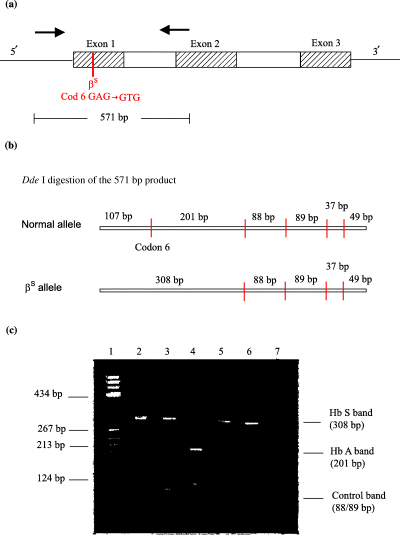 (a)
5′ Exon 1 Exon 2 Exon 3 3′
βS
Cod 6 GAG→GTG
571 bp
(b)
Dde I digestion of the 571 bp product
37 bp
107 bp 201 bp 88 bp 89 bp 49 bp
Normal allele
Codon 6
37 bp
308 bp 88 bp 89 bp 49 bp
βS allele
(c)
1 2 3 4 5 6 7
434 bp
267 bp
213 bp
124 bp
Hb S band
(308 bp)
Hb A band
(201 bp)
Control band
(88/89 bp)